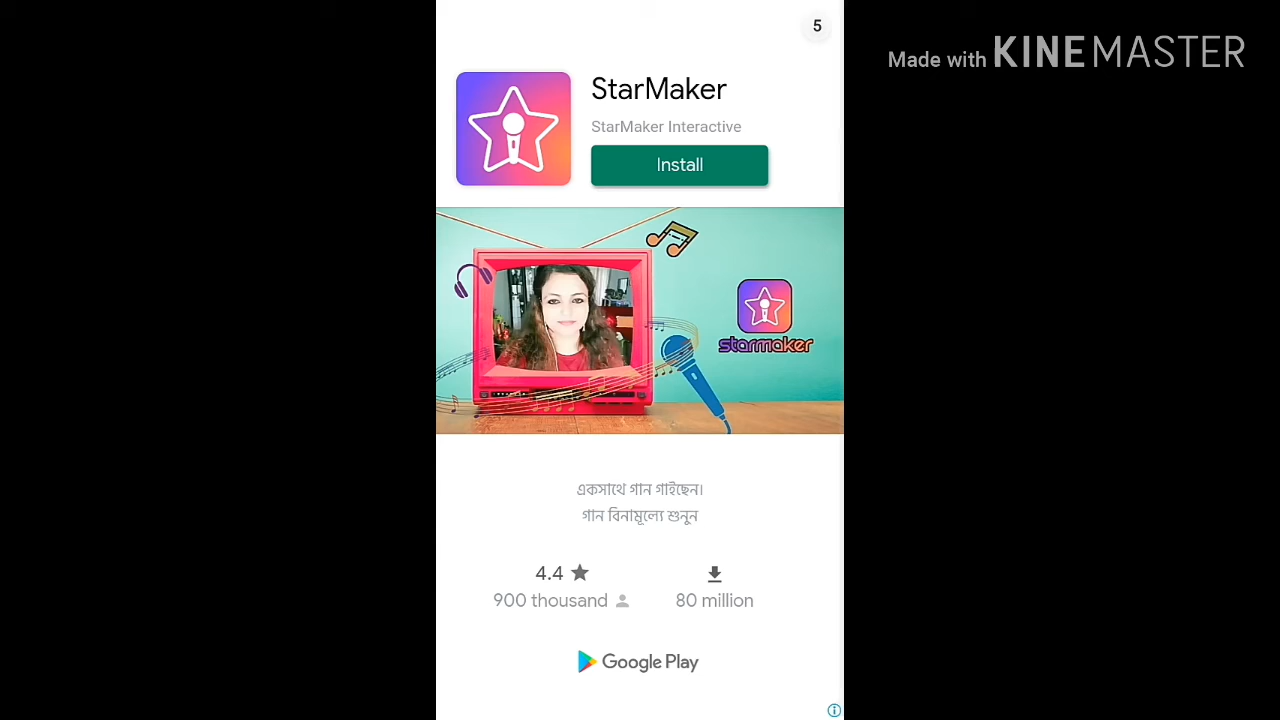 5
Made with KINEMASTER
StarMaker
StarMaker Interactive
Install
starmaker
একসাথে গান গাইছেন।
গান বিনামূল্যে শুনুন
4.4
900 thousand
80 million
Google Play